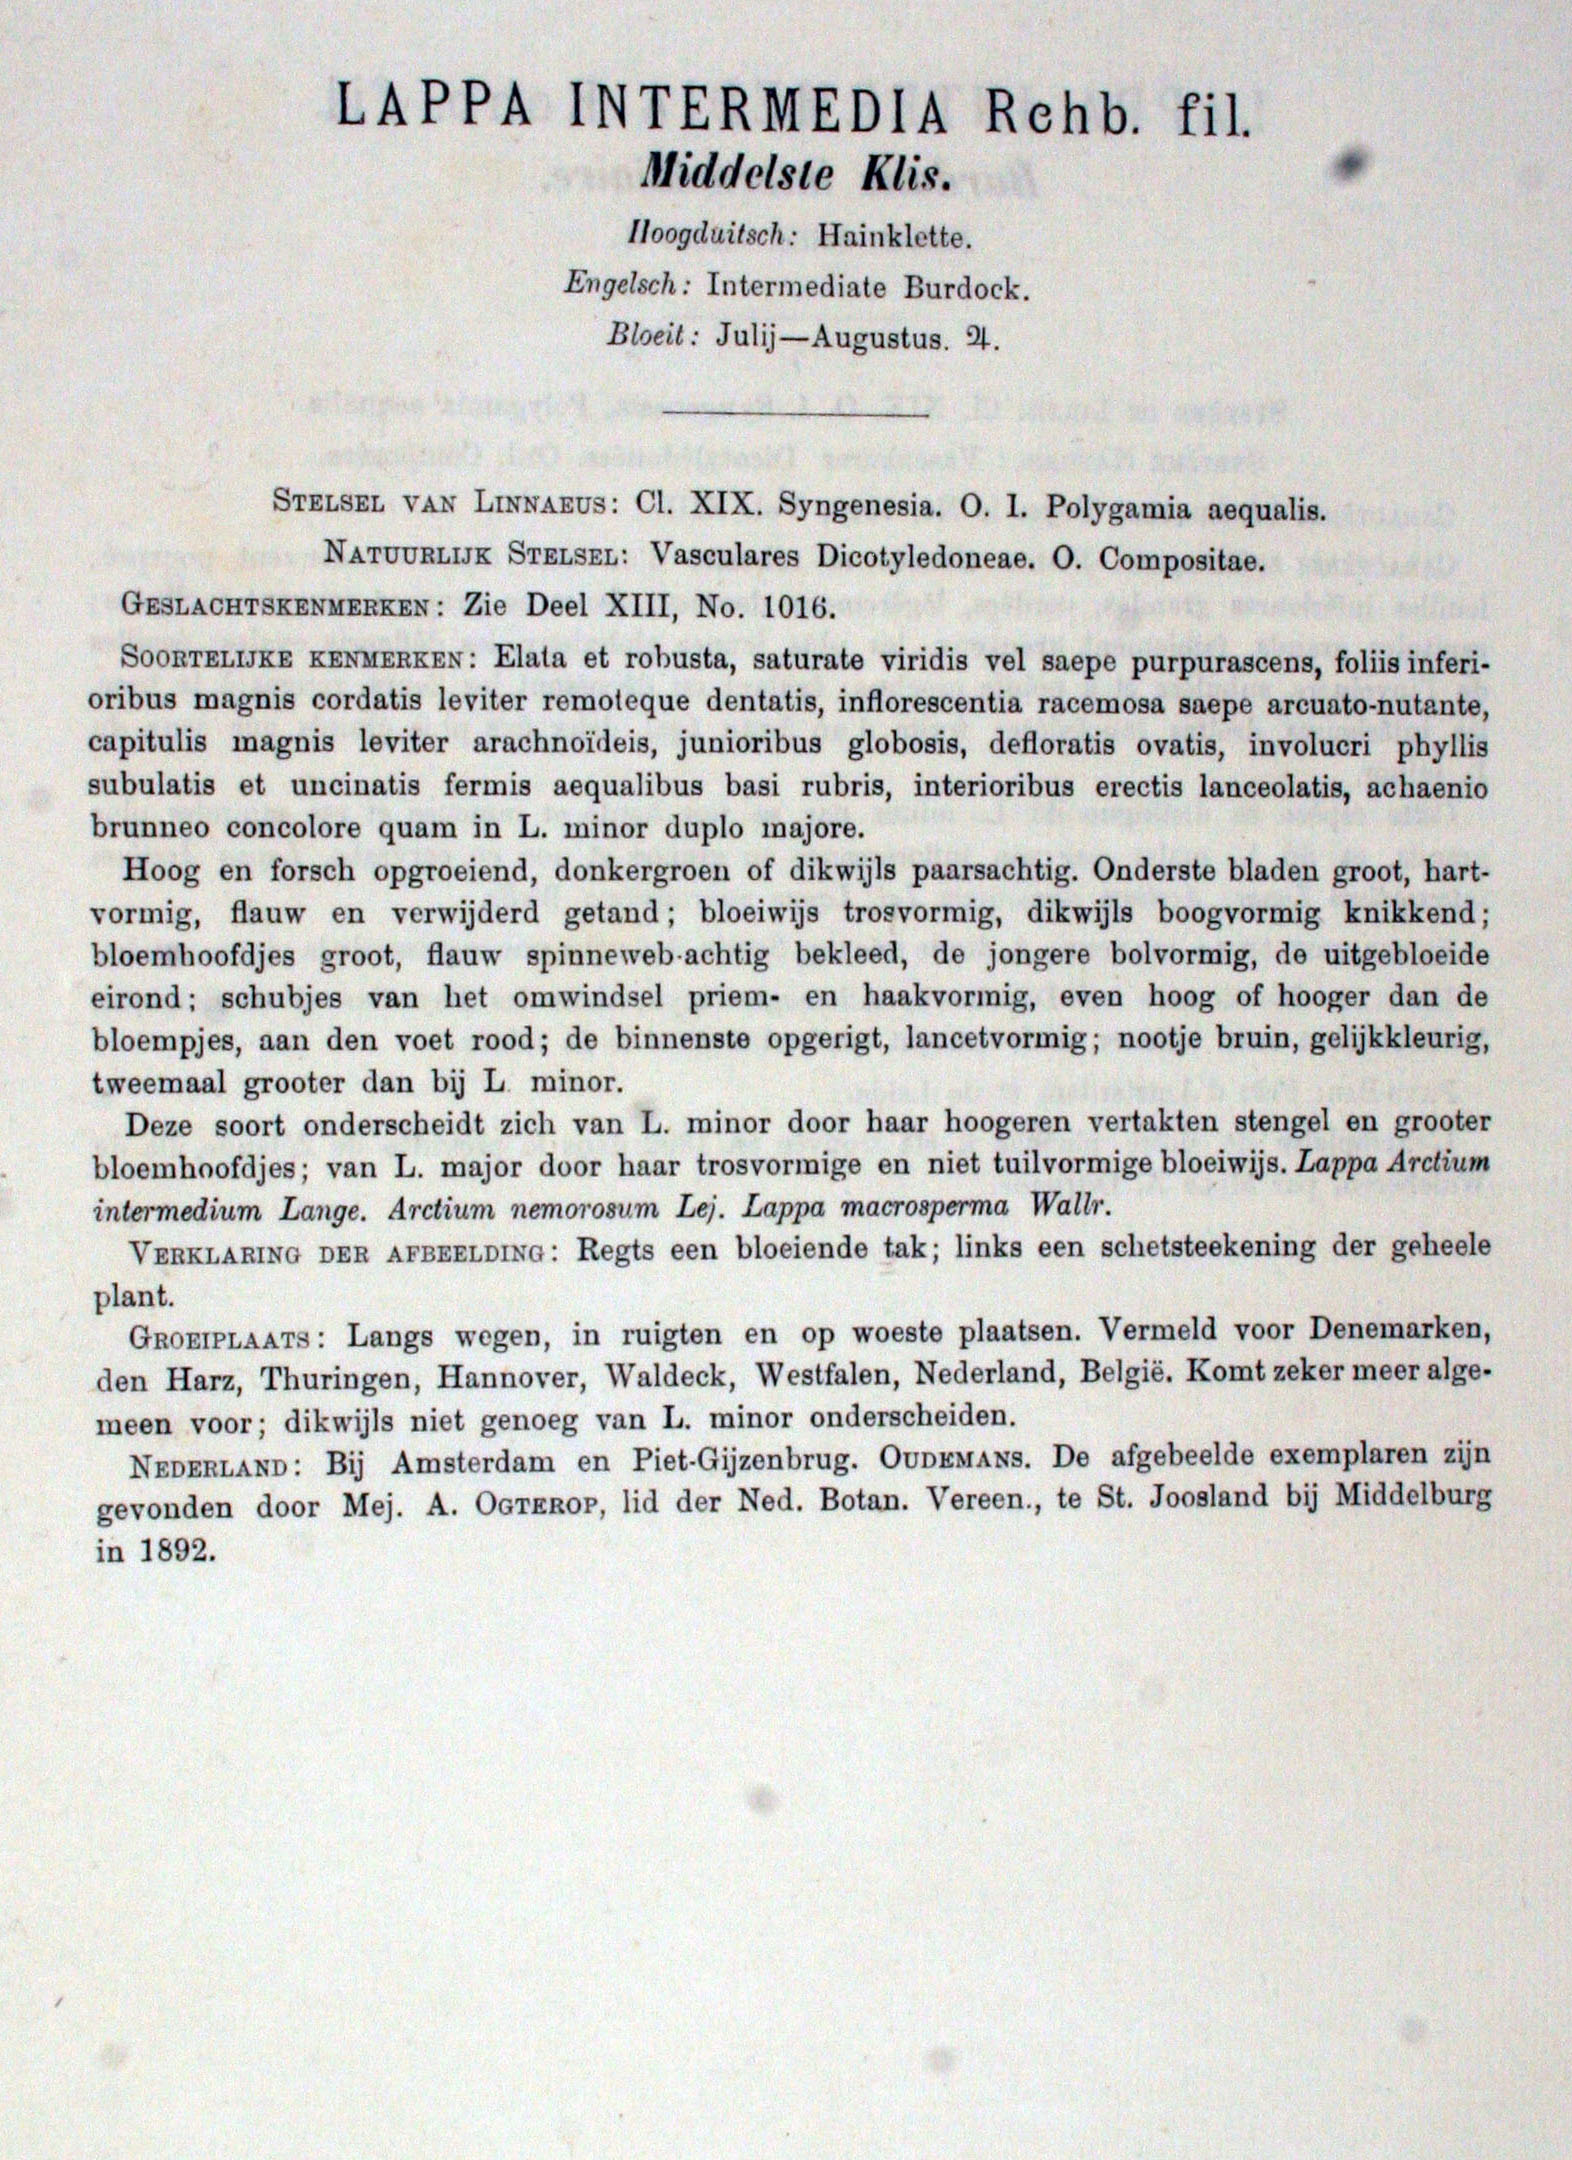 LAPPA INTERMEDIA Rchb. fil.
Middelste Klis.
Hoogduitsch: Hainklette.
Engelsch: Intermediate Burdock.
Bloeit: Julij—Augustus. ♃.
STELSEL VAN LINNAEUS: Cl. XIX. Syngenesia. O. I. Polygamia aequalis.
NATUURLIJK STELSEL: Vasculares Dicotyledoneae. O. Compositae.
GESLACHTSKENMERKEN: Zie Deel XIII, No. 1016.
SOORTELIJKE KENMERKEN: Elata et robusta, saturate viridis vel saepe purpurascens, foliis inferi-
oribus magnis cordatis leviter remoteque dentatis, inflorescentia racemosa saepe arcuato-nutante,
capitulis magnis leviter arachnoïdeis, junioribus globosis, defloratis ovatis, involucri phyllis
subulatis et uncinatis fermis aequalibus basi rubris, interioribus erectis lanceolatis, achaenio
brunneo concolore quam in L. minor duplo majore.
Hoog en forsch opgroeiend, donkergroen of dikwijls paarsachtig. Onderste bladen groot, hart-
vormig, flauw en verwijderd getand; bloeiwijs trosvormig, dikwijls boogvormig knikkend;
bloemhoofdjes groot, flauw spinneweb-achtig bekleed, de jongere bolvormig, de uitgebloeide
eirond; schubjes van het omwindsel priem- en haakvormig, even hoog of hooger dan de
bloempjes, aan den voet rood; de binnenste opgerigt, lancetvormig; nootje bruin, gelijkkleurig,
tweemaal grooter dan bij L. minor.
Deze soort onderscheidt zich van L. minor door haar hoogeren vertakten stengel en grooter
bloemhoofdjes; van L. major door haar trosvormige en niet tuilvormige bloeiwijs. Lappa Arctium
intermedium Lange. Arctium nemorosum Lej. Lappa macrosperma Wallr.
VERKLARING DER AFBEELDING: Regts een bloeiende tak; links een schetsteekening der geheele
plant.
GROEIPLAATS: Langs wegen, in ruigten en op woeste plaatsen. Vermeld voor Denemarken,
den Harz, Thuringen, Hannover, Waldeck, Westfalen, Nederland, België. Komt zeker meer alge-
meen voor; dikwijls niet genoeg van L. minor onderscheiden.
NEDERLAND: Bij Amsterdam en Piet-Gijzenbrug. OUDEMANS. De afgebeelde exemplaren zijn
gevonden door Mej. A. OGTEROP, lid der Ned. Botan. Vereen., te St. Joosland bij Middelburg
in 1892.